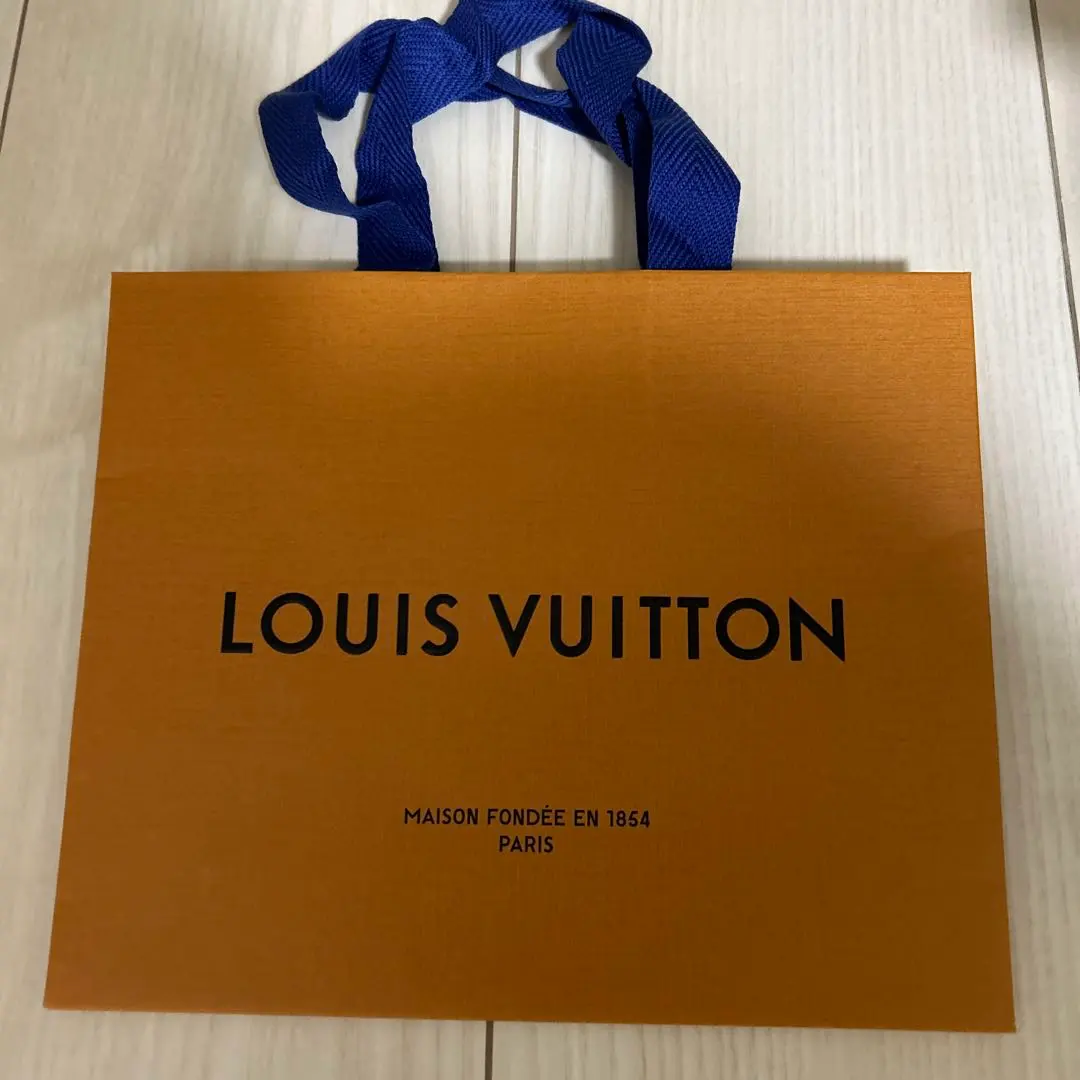 LOUIS VUITTON
MAISON FONDÉE EN 1854
PARIS